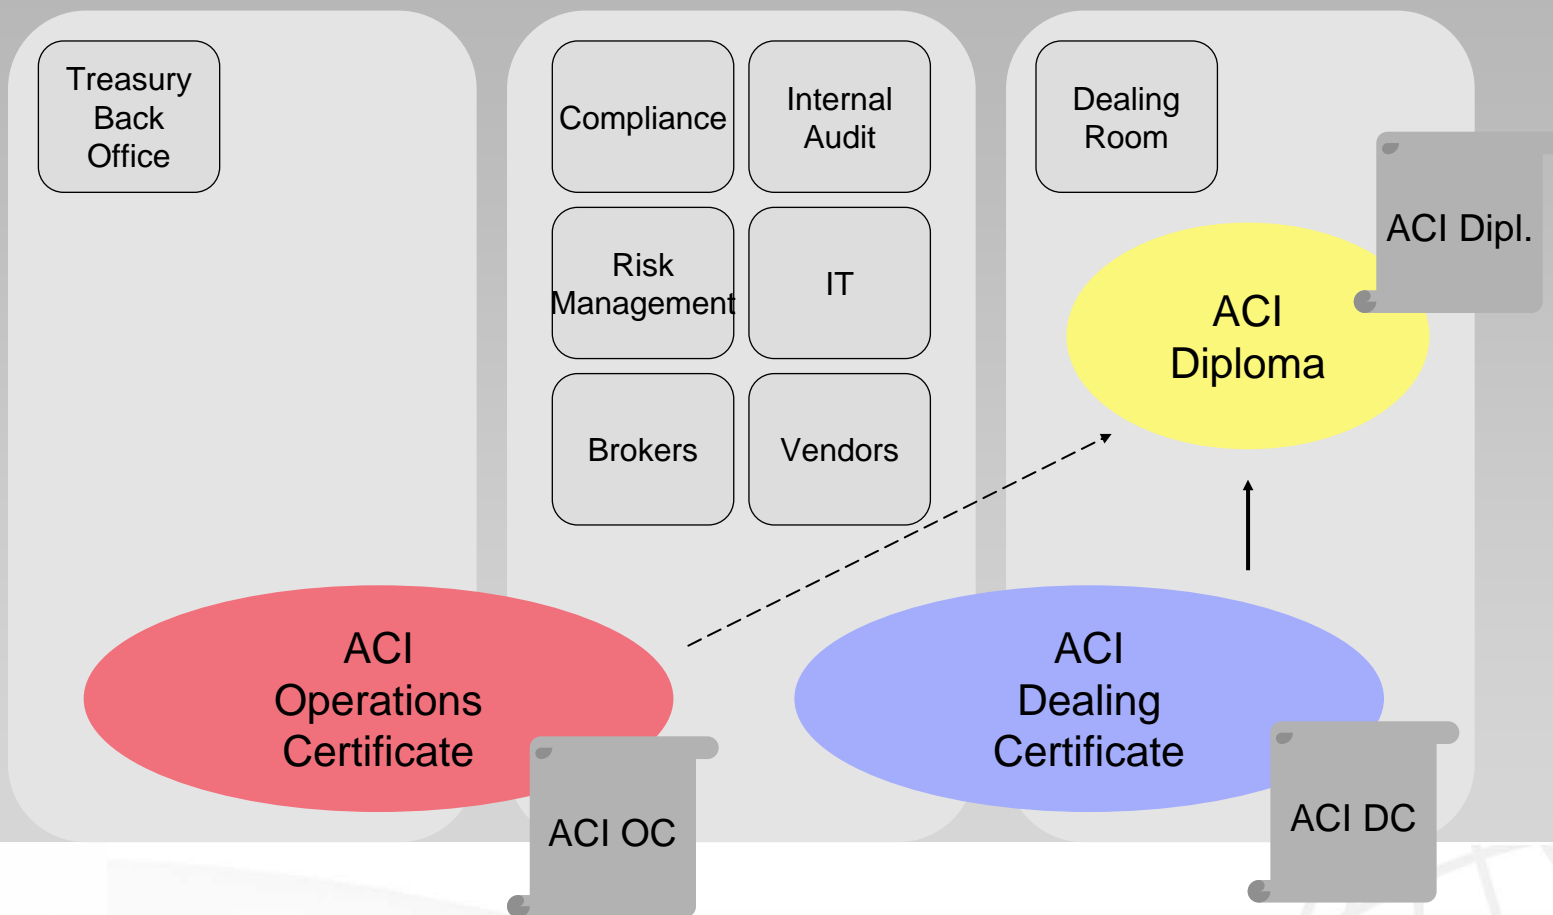 Treasury
Back
Office
Compliance
Internal
Audit
Dealing
Room
Risk
Management
IT
ACI Dipl.
ACI
Diploma
Brokers
Vendors
ACI
Operations
Certificate
ACI
Dealing
Certificate
ACI OC
ACI DC